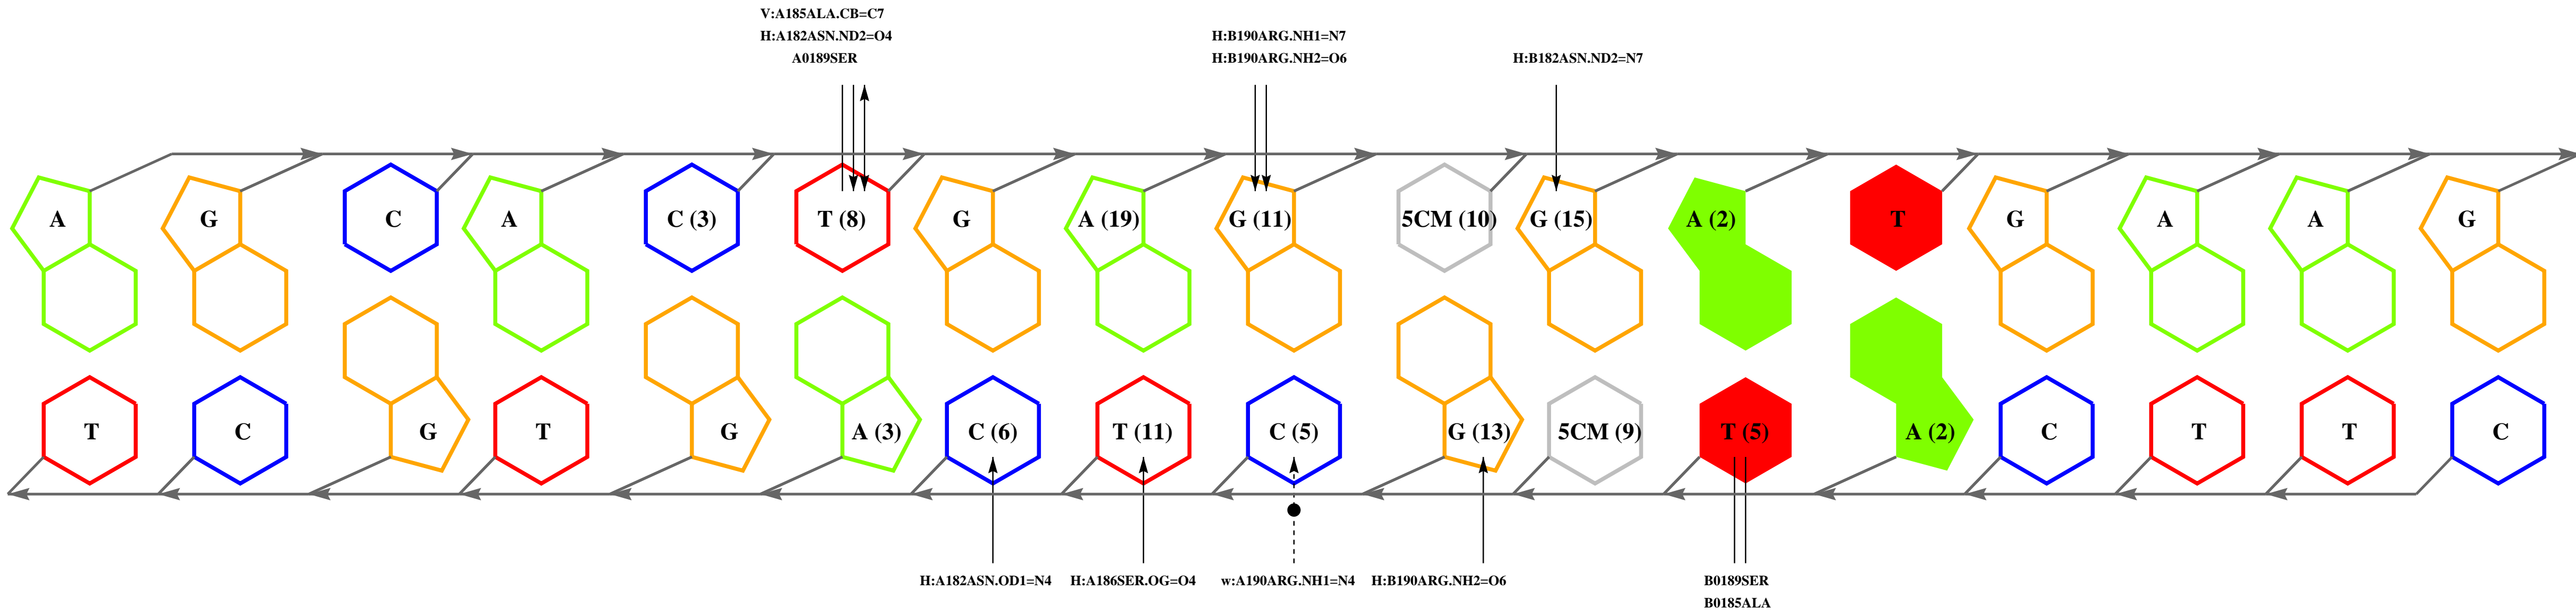 V:A185ALA.CB=C7
H:A182ASN.ND2=O4
A0189SER
H:B190ARG.NH1=N7
H:B190ARG.NH2=O6
H:B182ASN.ND2=N7
A G C A C (3) T (8) G A (19) G (11) 5CM (10) G (15) A (2) T G A A G
T C G T G A (3) C (6) T (11) C (5) G (13) 5CM (9) T (5) A (2) C T T C
H:A182ASN.OD1=N4
H:A186SER.OG=O4
w:A190ARG.NH1=N4
H:B190ARG.NH2=O6
B0189SER
B0185ALA